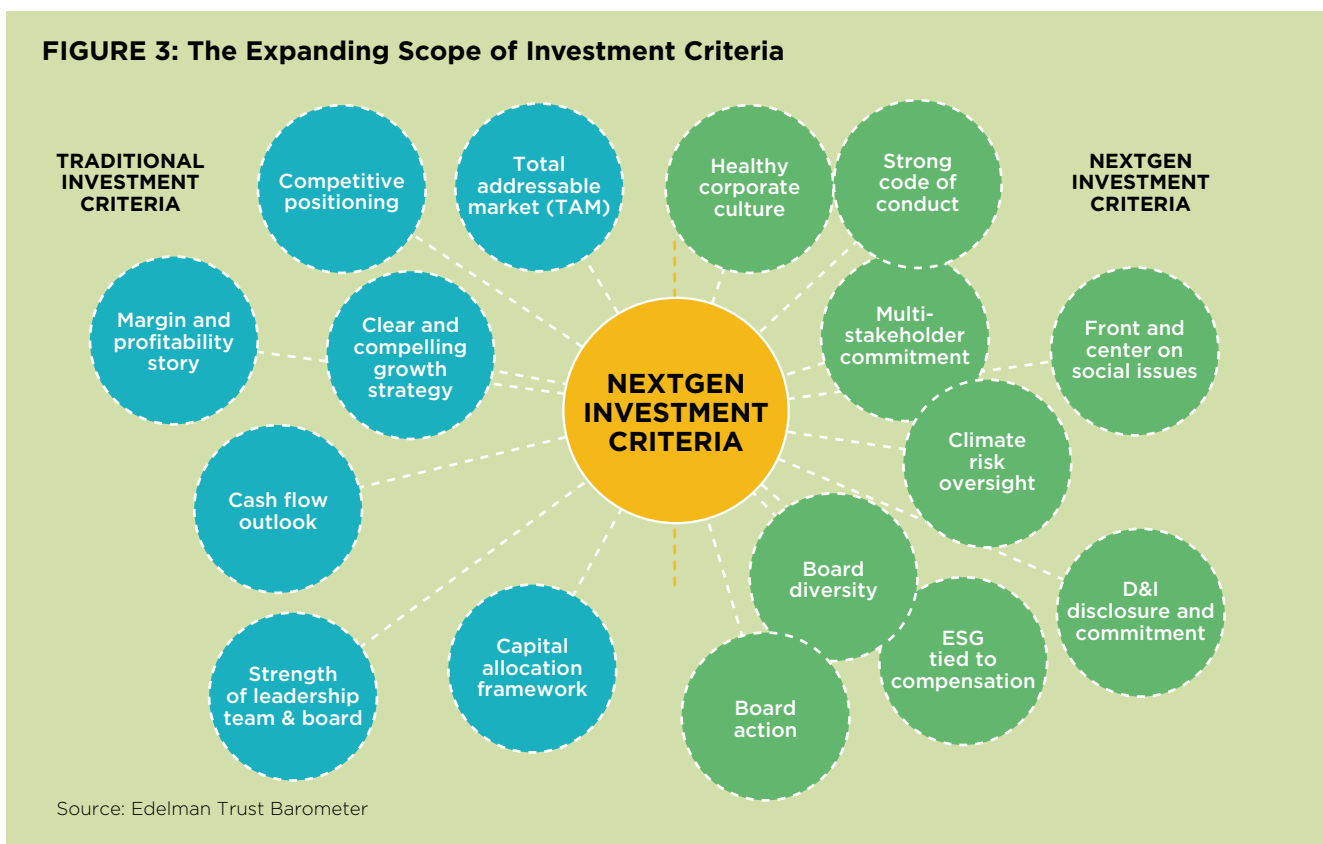 FIGURE 3: The Expanding Scope of Investment Criteria
TRADITIONAL
INVESTMENT
CRITERIA
Competitive
positioning
Total
addressable
market (TAM)
Margin and
profitability
story
Clear and
compelling
growth
strategy
Cash flow
outlook
Strength
of leadership
team & board
Capital
allocation
framework
NEXTGEN
INVESTMENT
CRITERIA
Healthy
corporate
culture
Strong
code of
conduct
NEXTGEN
INVESTMENT
CRITERIA
Multi-
stakeholder
commitment
Front and
center on
social issues
Climate
risk
oversight
Board
diversity
D&I
disclosure and
commitment
ESG
tied to
compensation
Board
action
Source: Edelman Trust Barometer